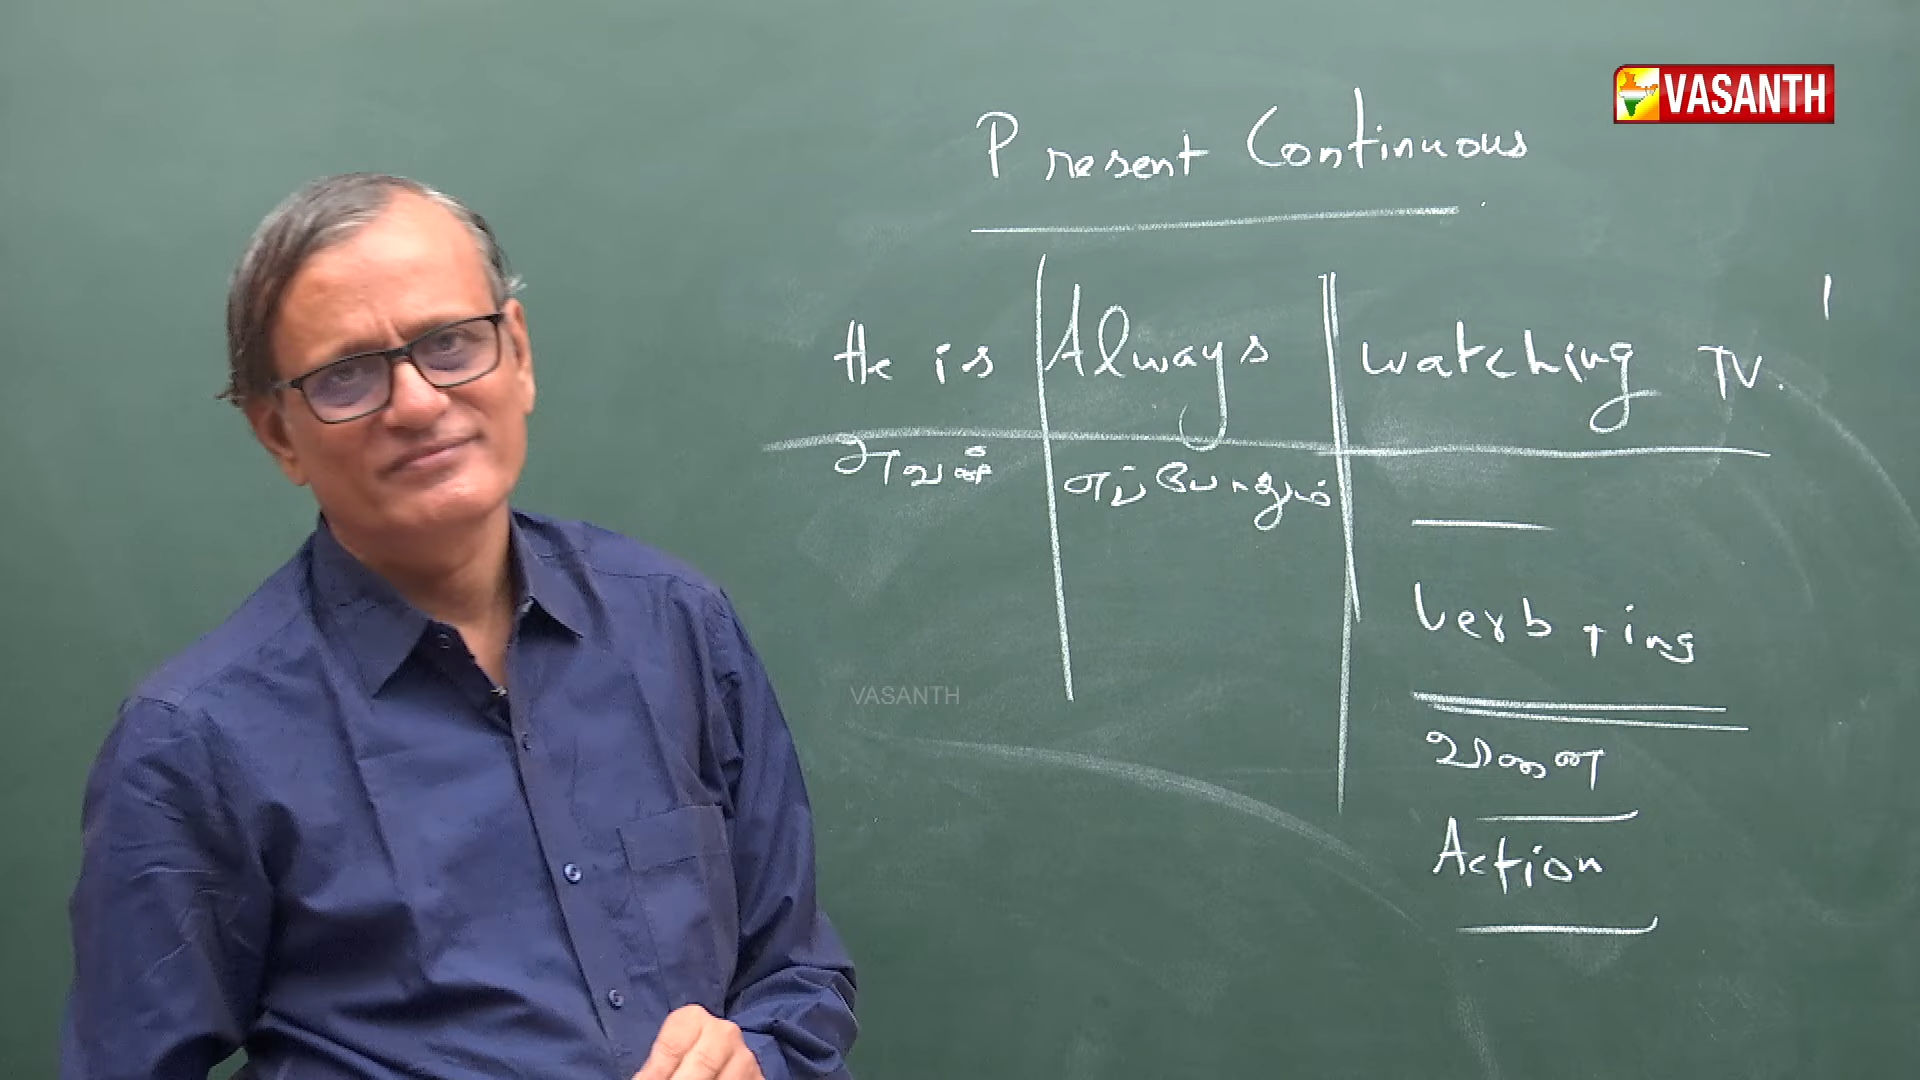 VASANTH
Present Continuous
He is Always watching TV.
அவன் எப்போதும்
Verb + ing
VASANTH
வினை
Action